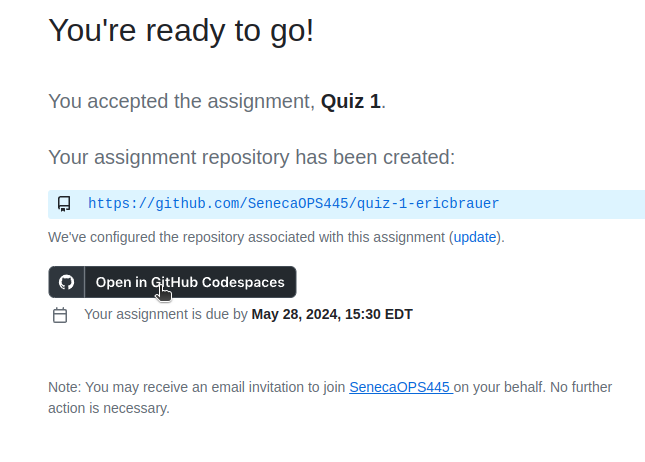 You're ready to go!
You accepted the assignment, Quiz 1.
Your assignment repository has been created:
https://github.com/SenecaOPS445/quiz-1-ericbrauer
We've configured the repository associated with this assignment (update).
Open in GitHub Codespaces
Your assignment is due by May 28, 2024, 15:30 EDT
Note: You may receive an email invitation to join SenecaOPS445 on your behalf. No further
action is necessary.